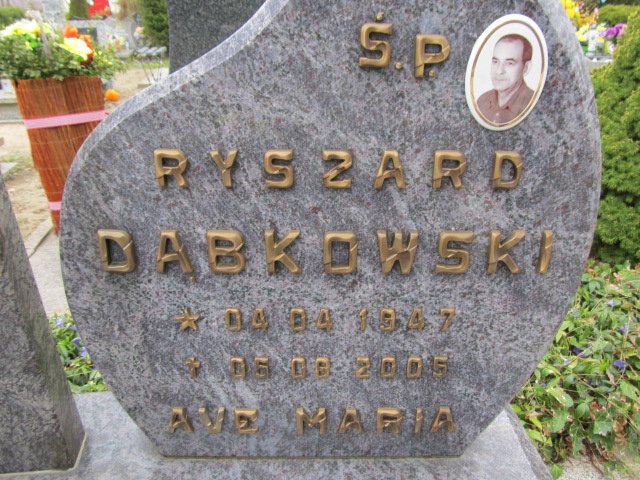 Ś.P.
RYSZARD
DĄBKOWSKI
04 04 1947
05 08 2005
AVE MARIA